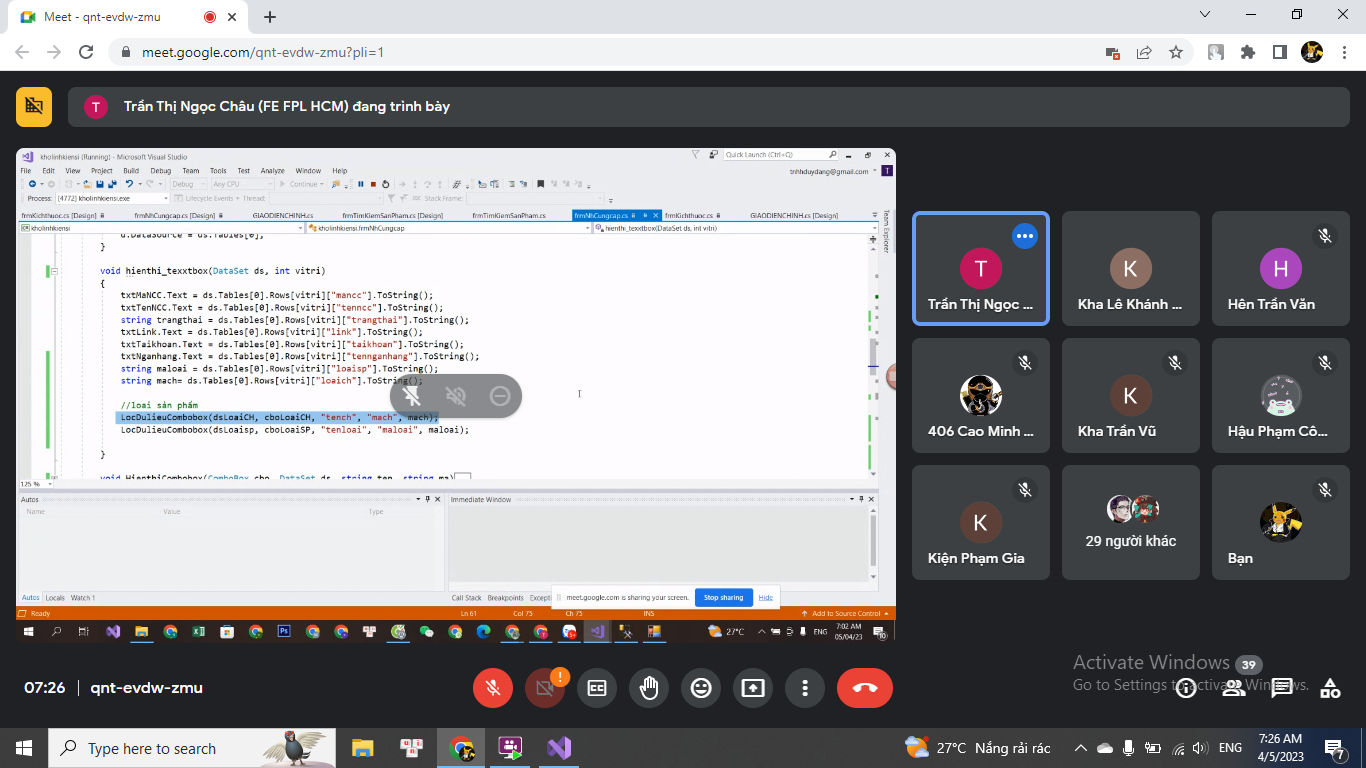 Meet - qnt-evdw-zmu
meet.google.com/qnt-evdw-zmu?pli=1
T
Trần Thị Ngọc Châu (FE FPL HCM) đang trình bày
kholinhkiensi (Running) - Microsoft Visual Studio
Quick Launch (Ctrl+Q)
File Edit View Project Build Debug Team Tools Test Analyze Window Help
tnhhduydang@gmail.com
T
Debug Any CPU Continue
Process: [4772] kholinhkiensi.exe Lifecycle Events Thread: Stack Frame:
frmKichthuoc.cs [Design] frmNhCungcap.cs [Design] GIAODIENCHINH.cs frmTimKiemSanPham.cs [Design] frmTimKiemSanPham.cs frmNhCungcap.cs frmKichthuoc.cs GIAODIENCHINH.cs [Design]
kholinhkiensi kholinhkiensi.frmNhCungcap hienthi_texxtbox(DataSet ds, int vitri)
Team Explorer
d.DataSource = ds.Tables[0];
}
void hienthi_texxtbox(DataSet ds, int vitri)
{
txtMaNCC.Text = ds.Tables[0].Rows[vitri]["mancc"].ToString();
txtTenNCC.Text = ds.Tables[0].Rows[vitri]["tenncc"].ToString();
string trangthai = ds.Tables[0].Rows[vitri]["trangthai"].ToString();
txtLink.Text = ds.Tables[0].Rows[vitri]["link"].ToString();
txtTaikhoan.Text = ds.Tables[0].Rows[vitri]["taikhoan"].ToString();
txtNganhang.Text = ds.Tables[0].Rows[vitri]["tennganhang"].ToString();
string maloai = ds.Tables[0].Rows[vitri]["loaisp"].ToString();
string mach= ds.Tables[0].Rows[vitri]["loaich"].ToString();
//loai sản phẩm
LocDulieuCombobox(dsLoaiCH, cboLoaiCH, "tench", "mach", mach);
LocDulieuCombobox(dsLoaisp, cboLoaiSP, "tenloai", "maloai", maloai);
}
void HienthiCombobox(ComboBox cbo, DataSet ds, string ten, string ma)
125 %
Autos
Name Value Type
Immediate Window
Autos Locals Watch 1
Call Stack Breakpoints Except
meet.google.com is sharing your screen. Stop sharing Hide
Ready Ln 61 Col 75 Ch 75 INS Add to Source Control
27°C ENG 7:02 AM
05/04/23
T
Trần Thị Ngọc ...
K
Kha Lê Khánh ...
H
Hên Trần Văn
406 Cao Minh ...
K
Kha Trần Vũ
Hậu Phạm Cô...
K
Kiện Phạm Gia
29 người khác
Bạn
07:26 qnt-evdw-zmu
!
Activate Windows
39
Go to Settings to activate Windows.
Type here to search
27°C Nắng rải rác
ENG
7:26 AM
4/5/2023
7